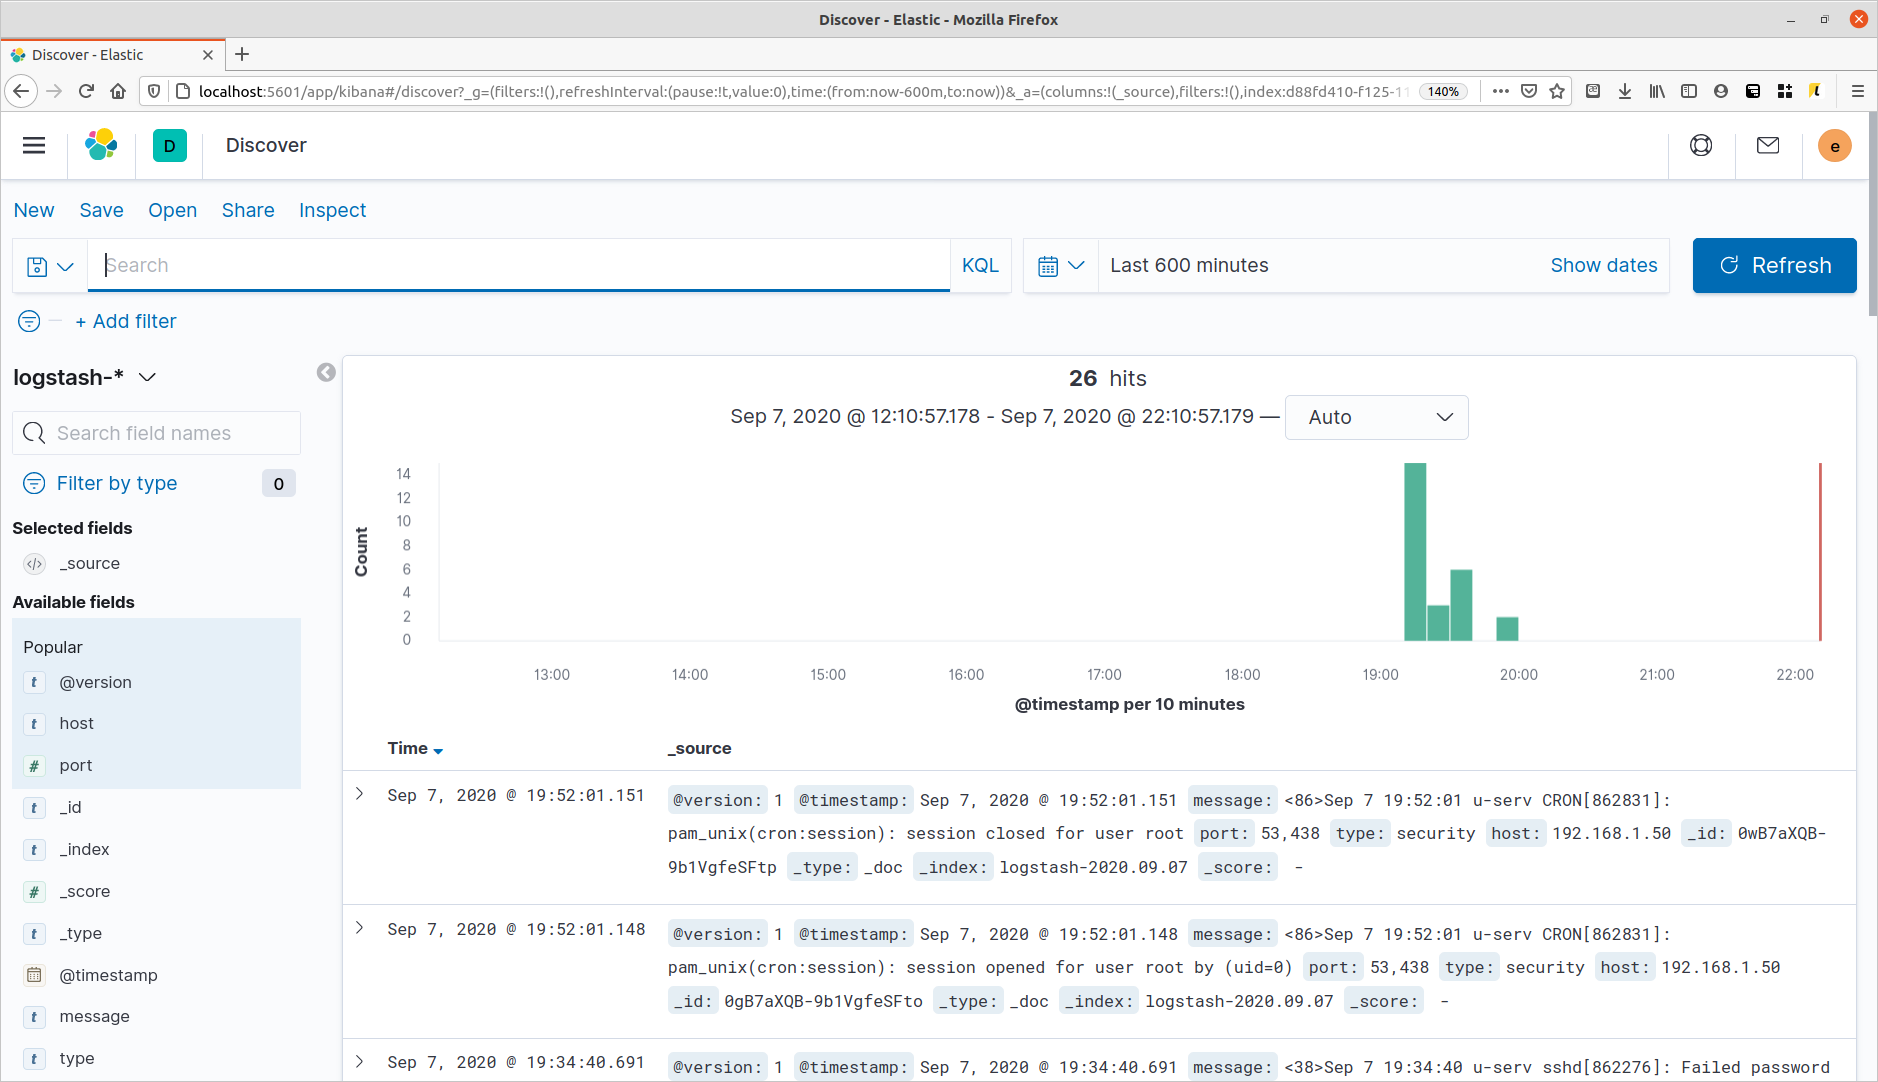 Discover - Elastic - Mozilla Firefox
Discover - Elastic
localhost:5601/app/kibana#/discover?_g=(filters:!(),refreshInterval:(pause:!t,value:0),time:(from:now-600m,to:now))&_a=(columns:!(_source),filters:!(),index:d88fd410-f125-11 140%
D Discover e
New Save Open Share Inspect
Search KQL Last 600 minutes Show dates Refresh
+ Add filter
logstash-*
Search field names
Filter by type 0
Selected fields
_source
Available fields
Popular
t @version
t host
# port
t _id
t _index
# _score
t _type
@timestamp
t message
t type
26 hits
Sep 7, 2020 @ 12:10:57.178 - Sep 7, 2020 @ 22:10:57.179 — Auto
Count
14
12
10
8
6
4
2
0
13:00 14:00 15:00 16:00 17:00 18:00 19:00 20:00 21:00 22:00
@timestamp per 10 minutes
Time _source
Sep 7, 2020 @ 19:52:01.151 @version: 1 @timestamp: Sep 7, 2020 @ 19:52:01.151 message: <86>Sep 7 19:52:01 u-serv CRON[862831]:
pam_unix(cron:session): session closed for user root port: 53,438 type: security host: 192.168.1.50 _id: 0wB7aXQB-
9b1VgfeSFtp _type: _doc _index: logstash-2020.09.07 _score: -
Sep 7, 2020 @ 19:52:01.148 @version: 1 @timestamp: Sep 7, 2020 @ 19:52:01.148 message: <86>Sep 7 19:52:01 u-serv CRON[862831]:
pam_unix(cron:session): session opened for user root by (uid=0) port: 53,438 type: security host: 192.168.1.50
_id: 0gB7aXQB-9b1VgfeSFto _type: _doc _index: logstash-2020.09.07 _score: -
Sep 7, 2020 @ 19:34:40.691 @version: 1 @timestamp: Sep 7, 2020 @ 19:34:40.691 message: <38>Sep 7 19:34:40 u-serv sshd[862276]: Failed password